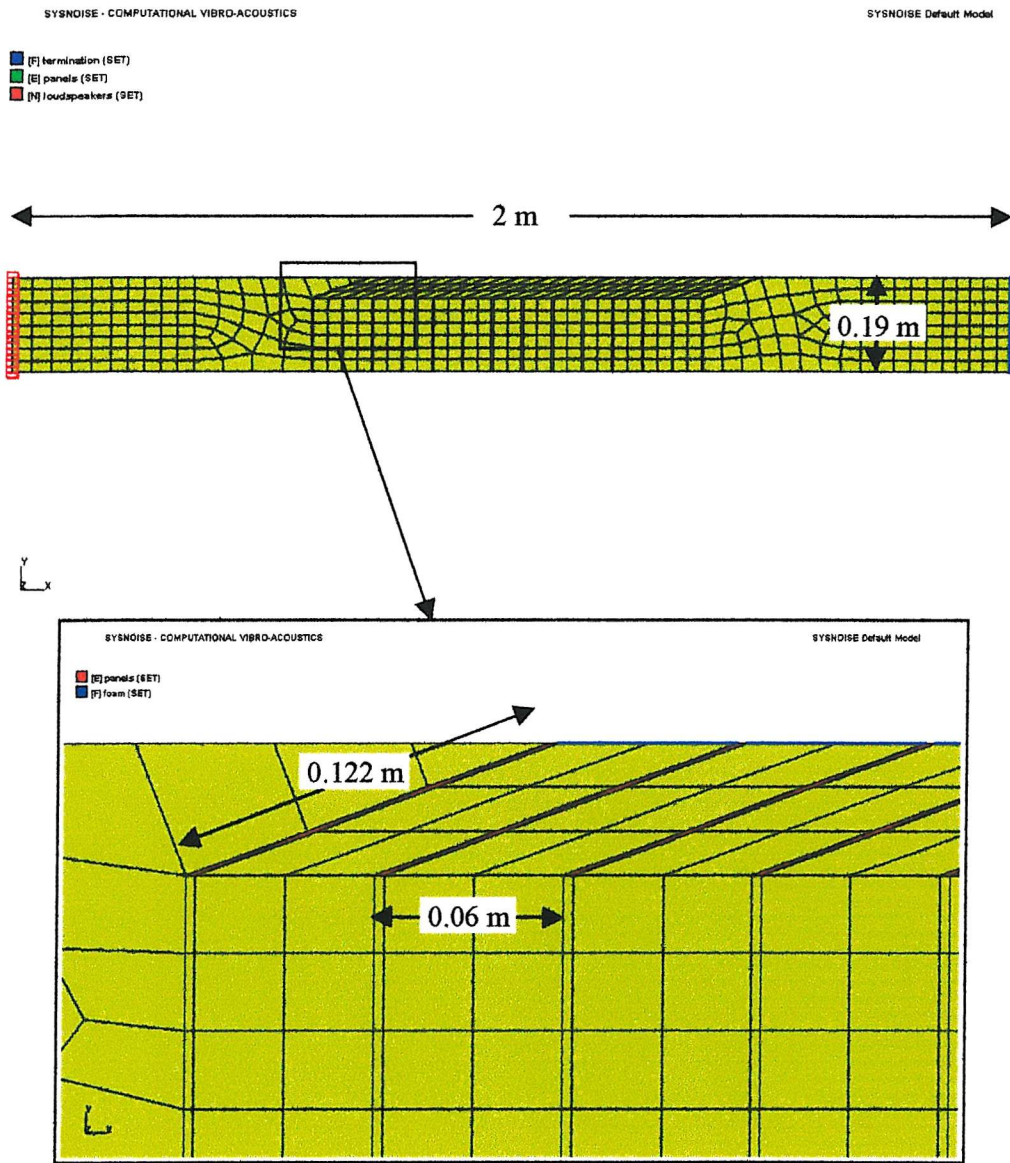 SYSNOISE - COMPUTATIONAL VIBRO-ACOUSTICS SYSNOISE Default Model
[F] termination (SET)
[E] panels (SET)
[N] loudspeakers (SET)
2 m
0.19 m
Y
Z X
SYSNOISE - COMPUTATIONAL VIBRO-ACOUSTICS SYSNOISE Default Model
[E] panels (SET)
[F] foam (SET)
0.122 m
0.06 m